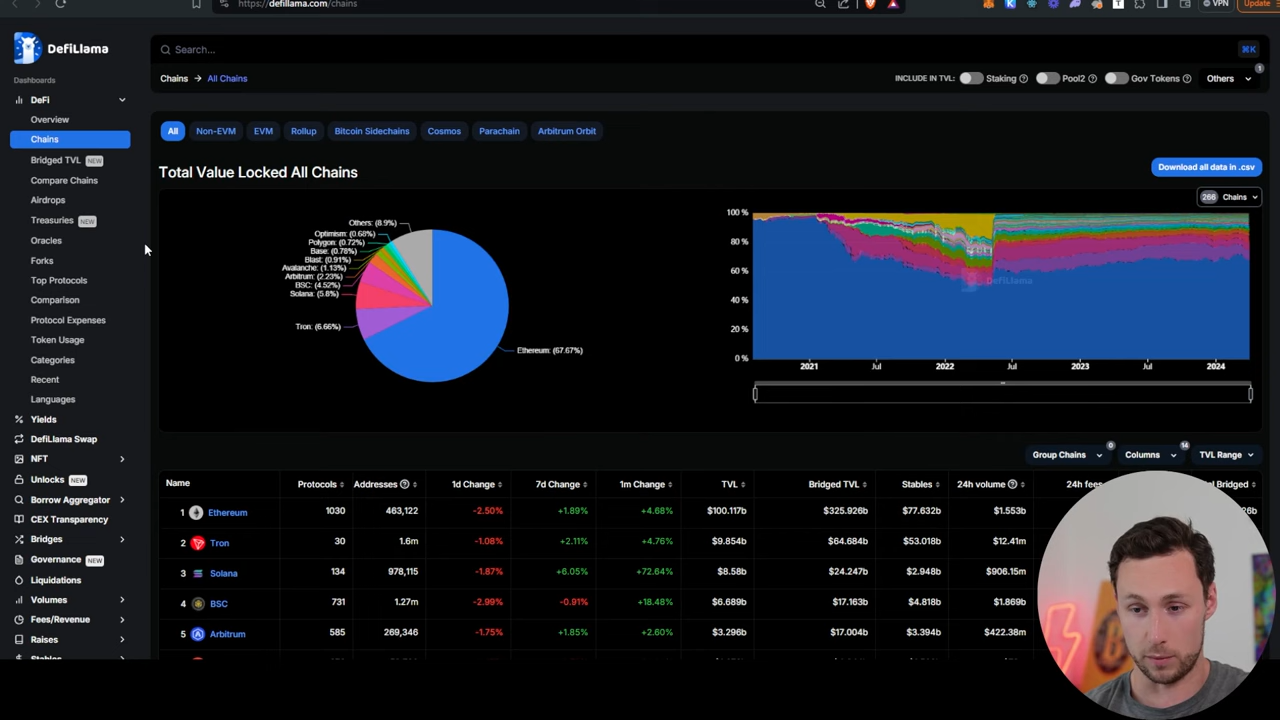 https://defillama.com/chains
VPN
Update
DefiLlama
Search...
⌘K
Dashboards
DeFi
Overview
Chains
Bridged TVL NEW
Compare Chains
Airdrops
Treasuries NEW
Oracles
Forks
Top Protocols
Comparison
Protocol Expenses
Token Usage
Categories
Recent
Languages
Yields
DefiLlama Swap
NFT
Unlocks NEW
Borrow Aggregator
CEX Transparency
Bridges
Governance NEW
Liquidations
Volumes
Fees/Revenue
Raises
Chains → All Chains
INCLUDE IN TVL: Staking Pool2 Gov Tokens Others 1
All Non-EVM EVM Rollup Bitcoin Sidechains Cosmos Parachain Arbitrum Orbit
Total Value Locked All Chains
Download all data in .csv
266 Chains
Others: (8.9%)
Optimism: (0.68%)
Polygon: (0.72%)
Base: (0.78%)
Blast: (0.91%)
Avalanche: (1.13%)
Arbitrum: (2.23%)
BSC: (4.52%)
Solana: (5.8%)
Tron: (6.66%)
Ethereum: (67.67%)
100 %
80 %
60 %
40 %
20 %
0 %
DefiLlama
2021 Jul 2022 Jul 2023 Jul 2024
Group Chains 0 Columns 14 TVL Range
Name Protocols Addresses 1d Change 7d Change 1m Change TVL Bridged TVL Stables 24h volume 24h fees l Bridged
1 Ethereum 1030 463,122 -2.50% +1.89% +4.68% $100.117b $325.926b $77.632b $1.553b
2 Tron 30 1.6m -1.08% +2.11% +4.76% $9.854b $64.684b $53.018b $12.41m
3 Solana 134 978,115 -1.87% +6.05% +72.64% $8.58b $24.247b $2.948b $906.15m
4 BSC 731 1.27m -2.99% -0.91% +18.48% $6.689b $17.163b $4.818b $1.869b
5 Arbitrum 585 269,346 -1.75% +1.85% +2.60% $3.296b $17.004b $3.394b $422.38m